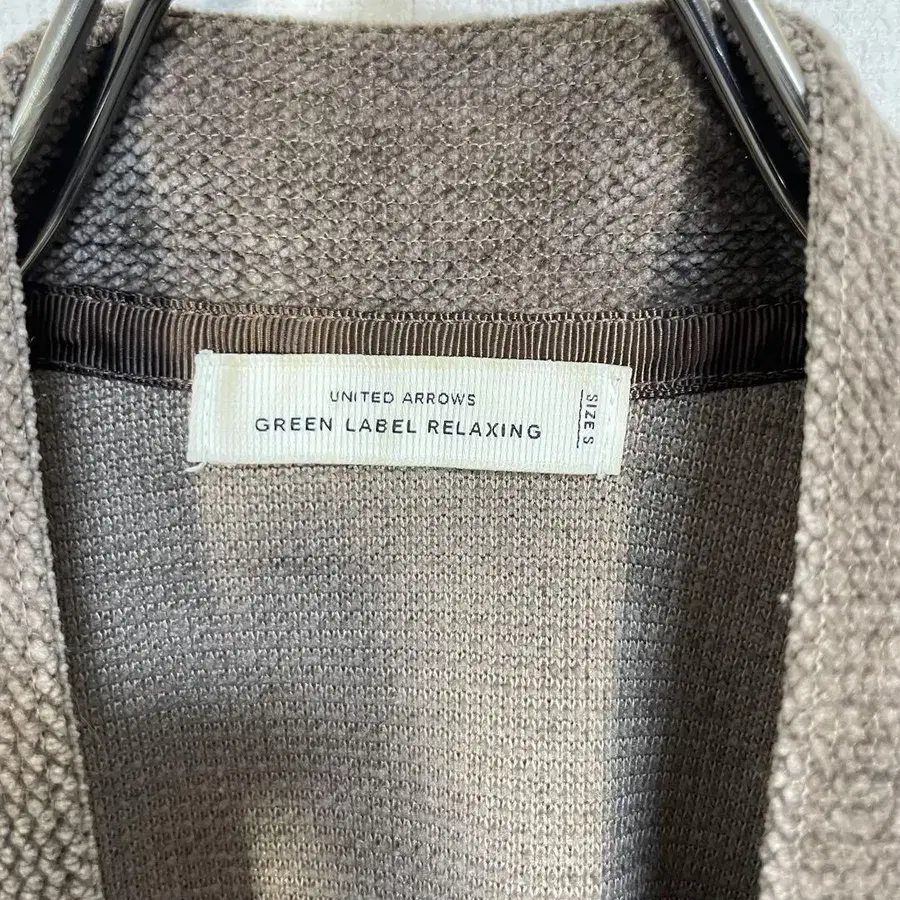 UNITED ARROWS
GREEN LABEL RELAXING
SIZE S